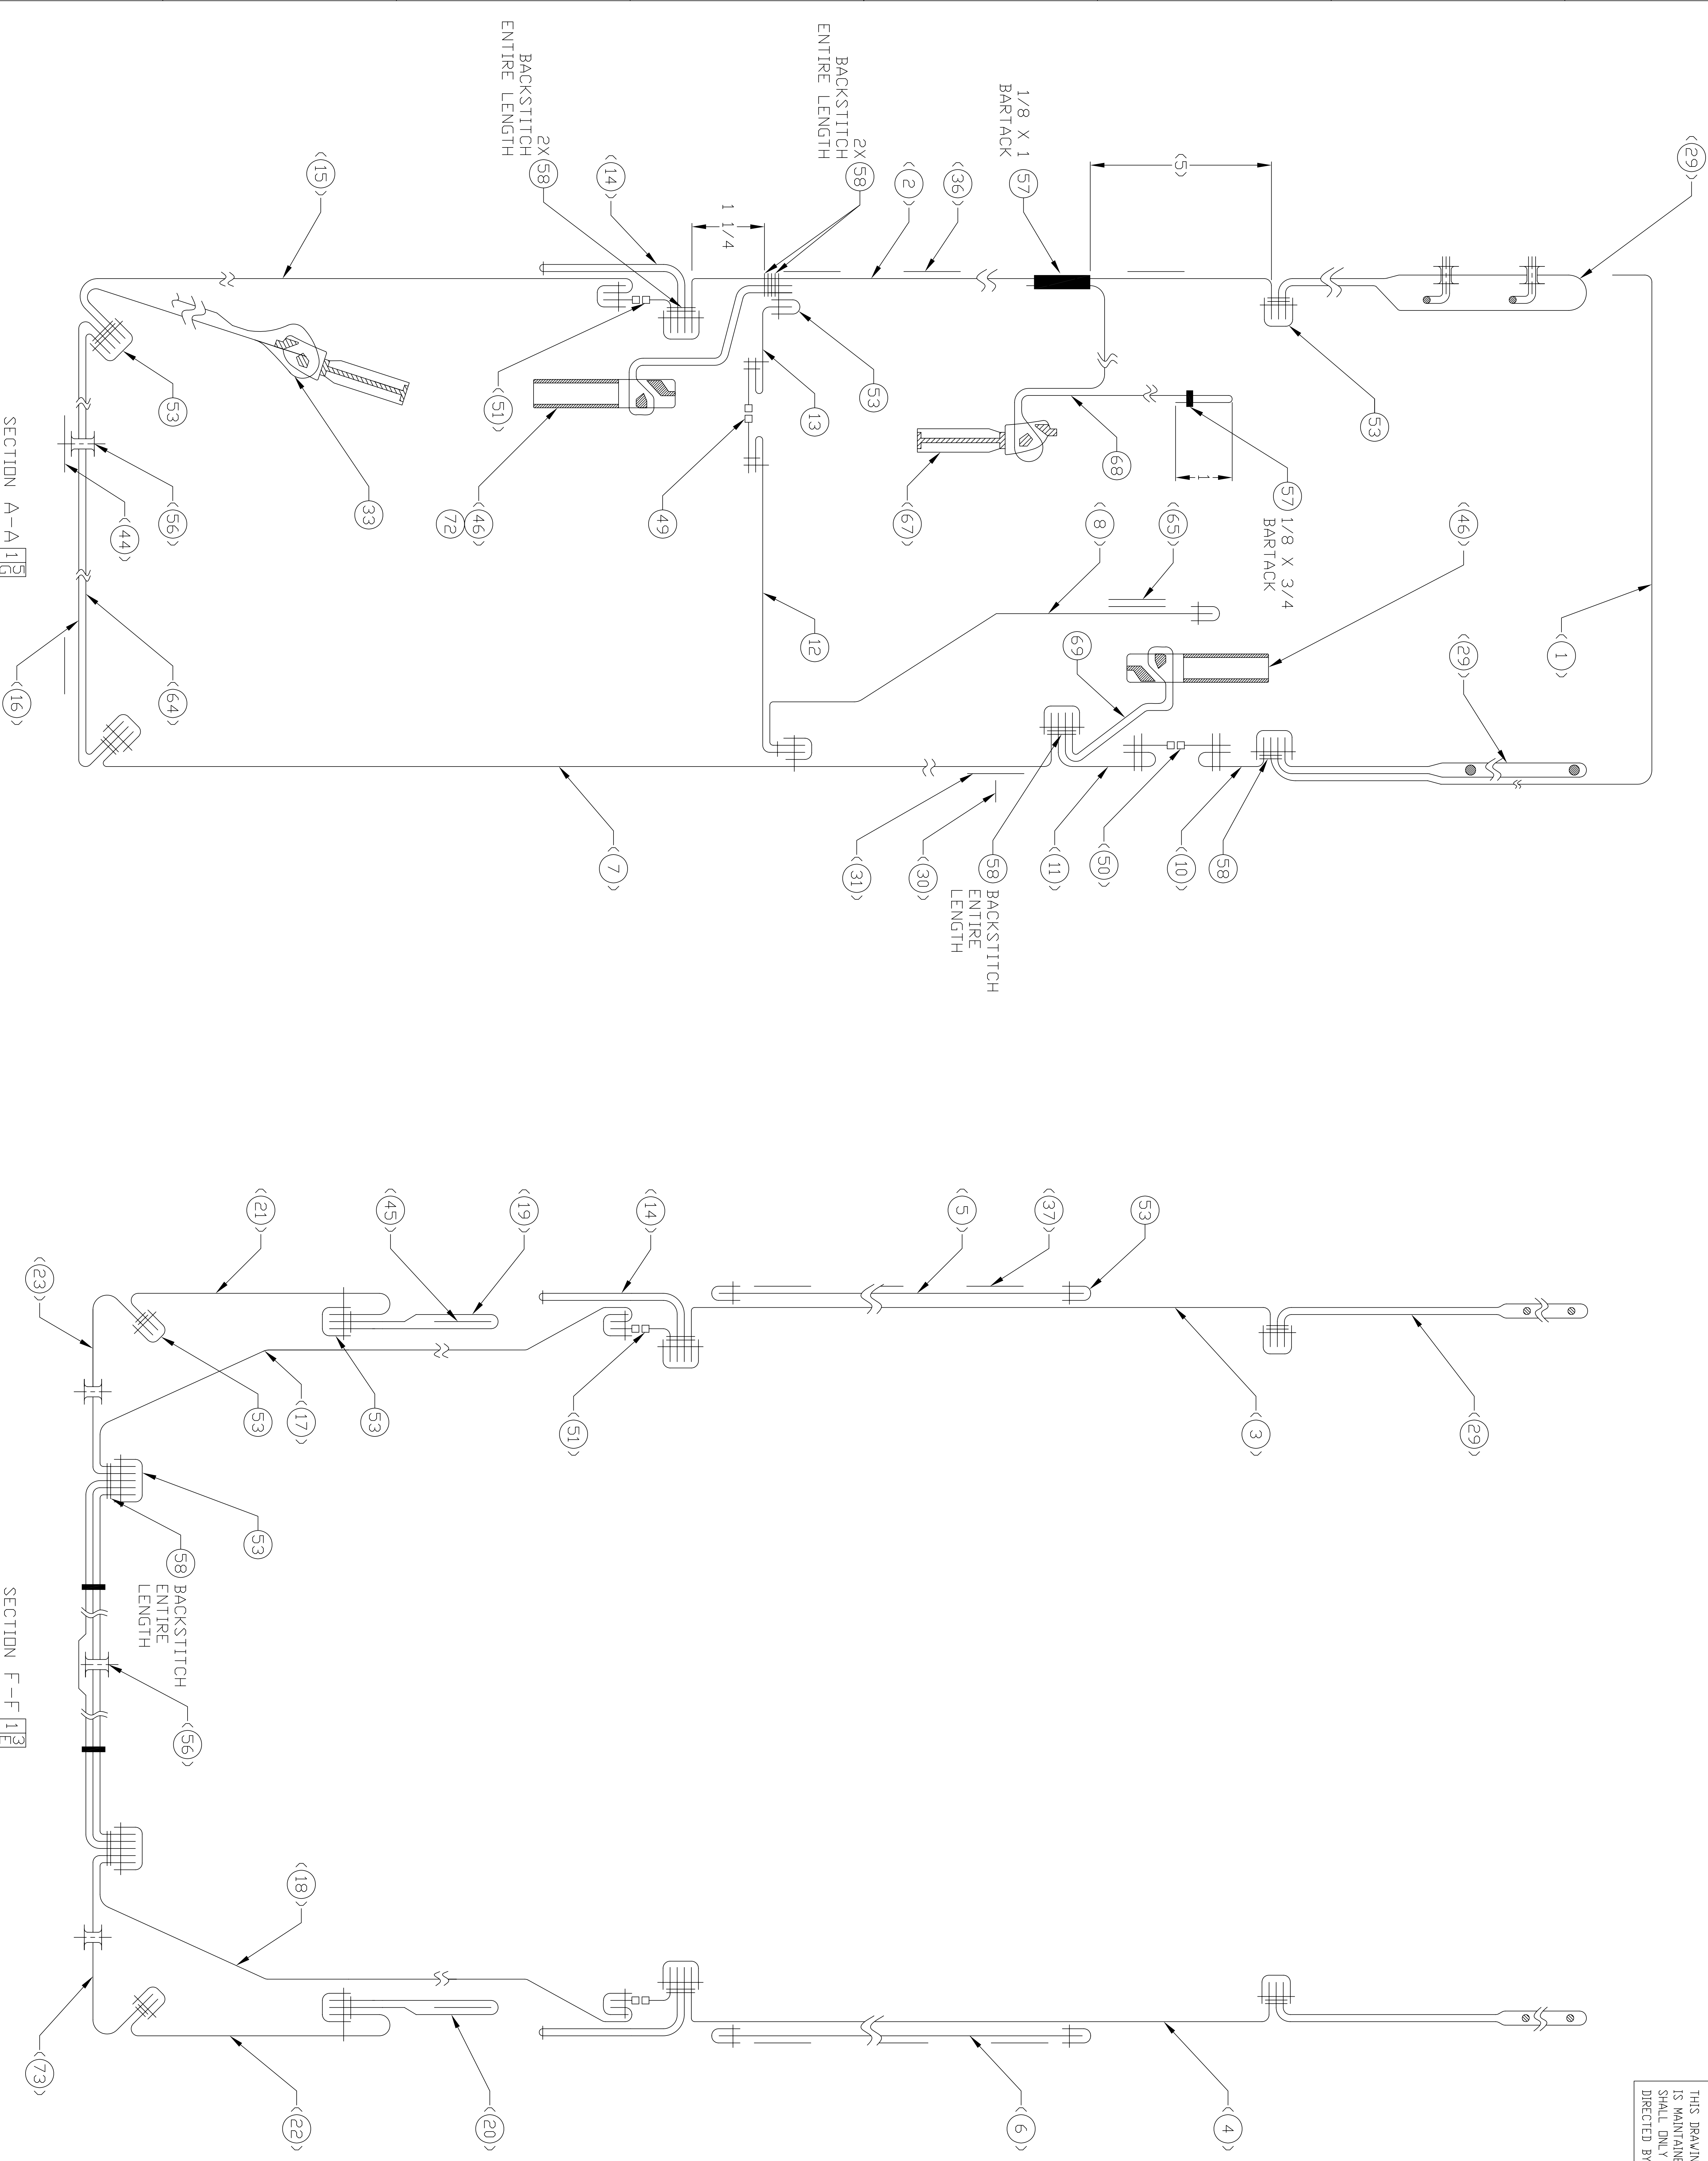 (29)
(5)
1/8 X 1
BARTACK
57
(36)
(2)
2X 58
BACKSTITCH
ENTIRE LENGTH
1 1/4
(14)
2X 58
BACKSTITCH
ENTIRE LENGTH
(15)
53
57 1/8 X 3/4
BARTACK
1
68
(67)
53
13
49
(51)
(46)
72
33
53
(56)
(44)
SECTION A-A 1 5
G
(1)
(29)
(46)
(65)
(8)
69
12
(64)
(16)
58
(10)
(50)
(11)
58 BACKSTITCH
ENTIRE
LENGTH
(30)
(31)
(7)
53
(37)
(5)
(14)
(19)
(45)
(21)
(23)
(29)
(3)
(51)
53
(17)
53
53
58 BACKSTITCH
ENTIRE
LENGTH
(56)
SECTION F-F 1 3
E
(18)
(4)
(6)
(20)
(22)
(73)
THIS DRAWIN
IS MAINTAINE
SHALL ONLY
DIRECTED BY